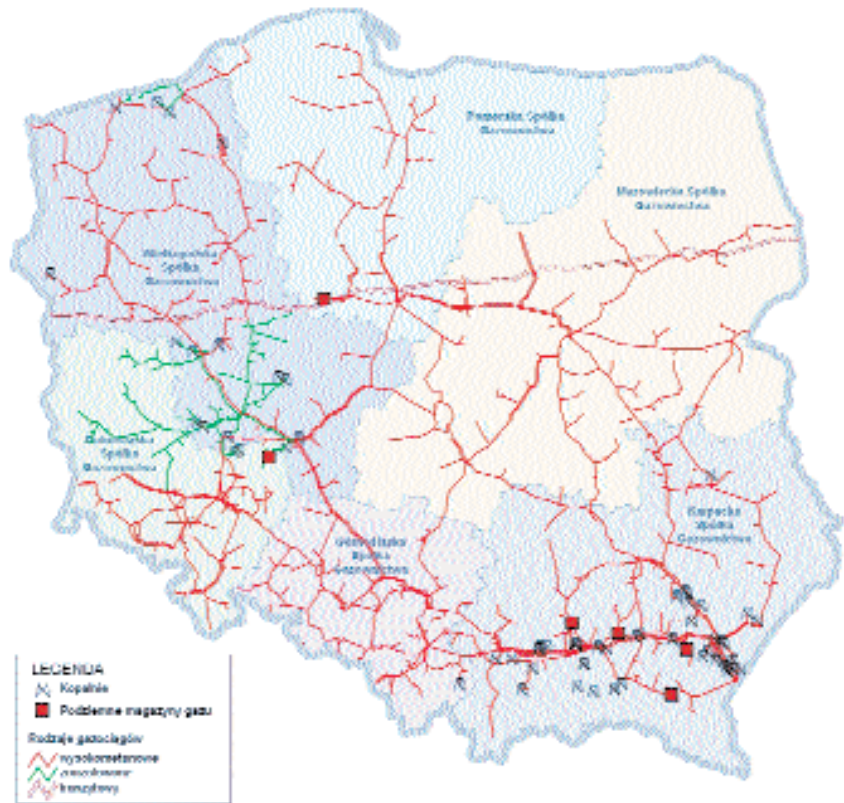 Pomorska Spółka
Gazownictwa
Mazowiecka Spółka
Gazownictwa
Wielkopolska
Spółka
Gazownictwa
Dolnośląska
Spółka
Gazownictwa
Górnośląska
Spółka
Gazownictwa
Karpacka
Spółka
Gazownictwa
LEGENDA
Kopalnie
Podziemne magazyny gazu
Rodzaje gazociągów
wysokometanowe
zaazotowane
tranzytowy